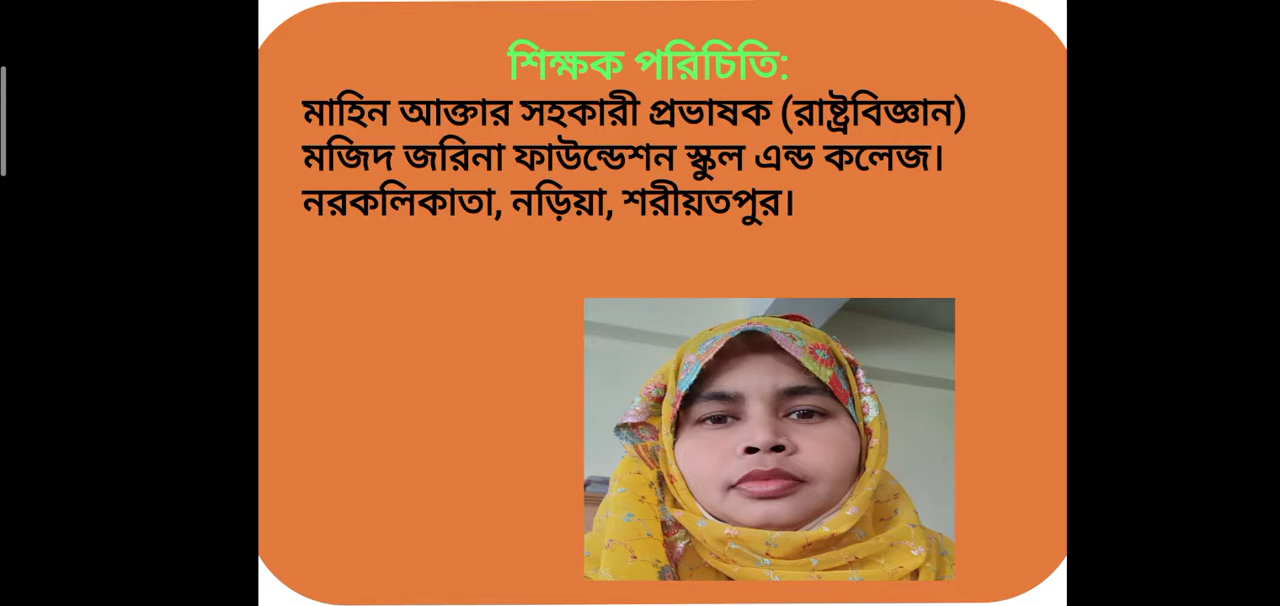 শিক্ষক পরিচিতি:
মাহিন আক্তার সহকারী প্রভাষক (রাষ্ট্রবিজ্ঞান)
মজিদ জরিনা ফাউন্ডেশন স্কুল এন্ড কলেজ।
নরকলিকাতা, নড়িয়া, শরীয়তপুর।